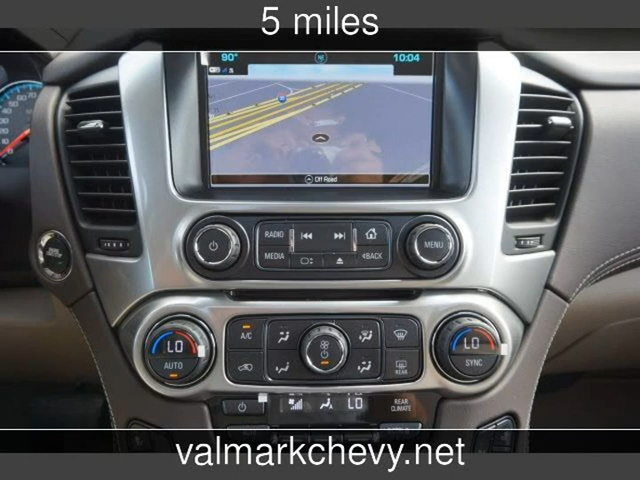 5 miles
90° 10:04
Off Road
RADIO
MEDIA
<BACK
MENU
A/C
LO
AUTO
LO
SYNC
REAR
LO
REAR
CLIMATE
valmarkchevy.net